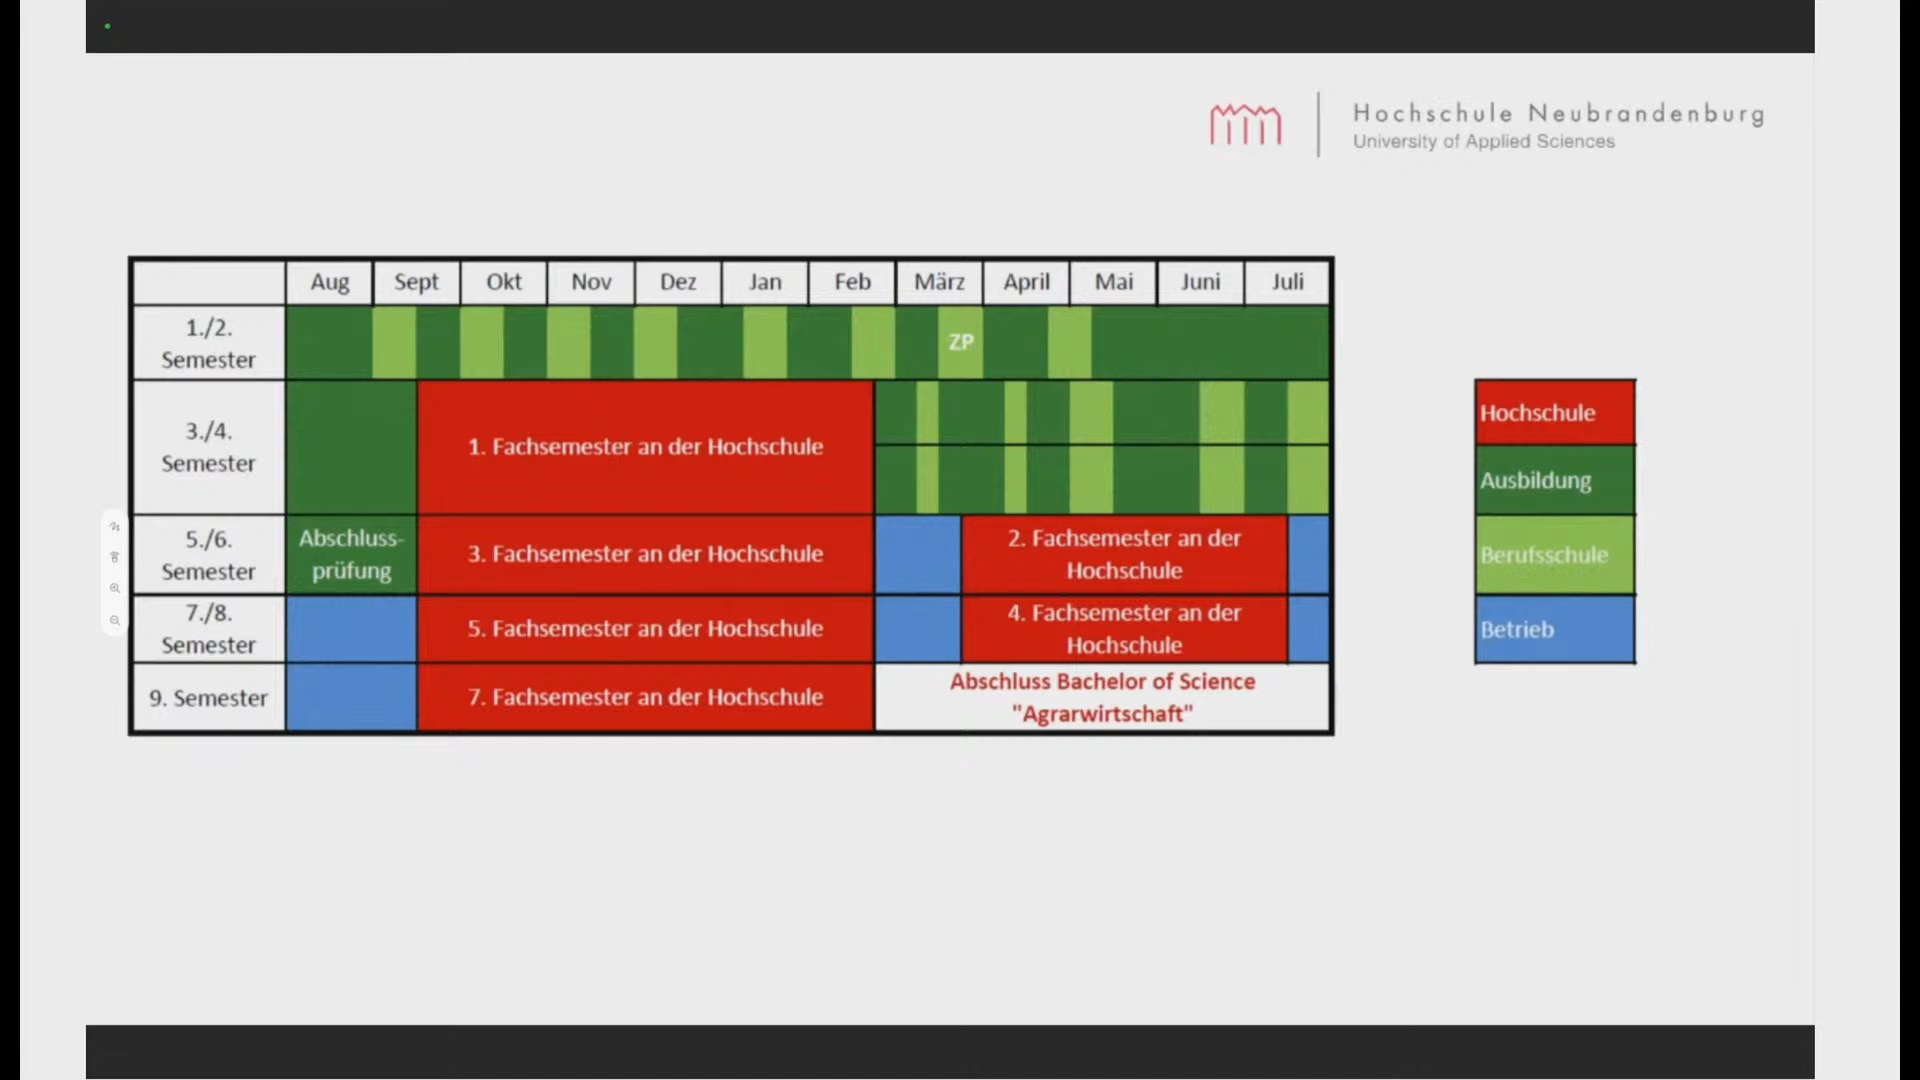 Hochschule Neubrandenburg
University of Applied Sciences
Aug Sept Okt Nov Dez Jan Feb März April Mai Juni Juli
1./2.
Semester
ZP
3./4.
Semester
1. Fachsemester an der Hochschule
5./6.
Semester
Abschluss-
prüfung
3. Fachsemester an der Hochschule
2. Fachsemester an der
Hochschule
7./8.
Semester
5. Fachsemester an der Hochschule
4. Fachsemester an der
Hochschule
9. Semester
7. Fachsemester an der Hochschule
Abschluss Bachelor of Science
"Agrarwirtschaft"
Hochschule
Ausbildung
Berufsschule
Betrieb